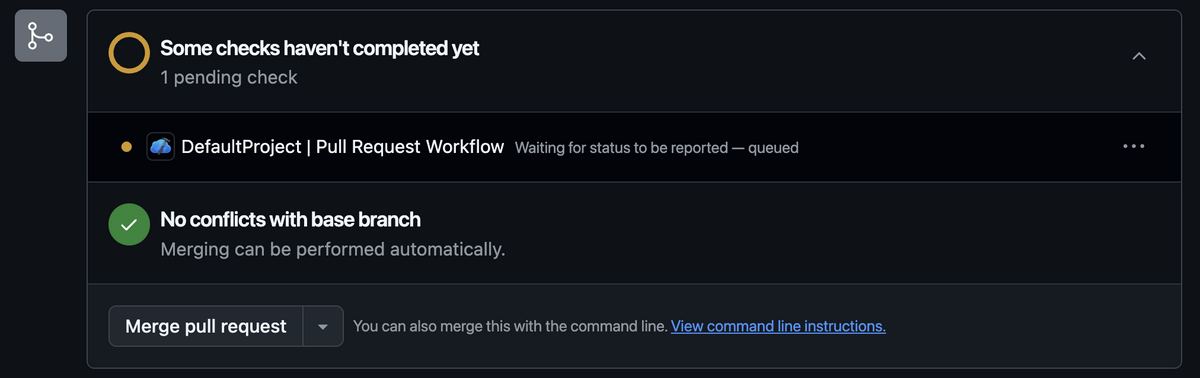 Some checks haven't completed yet
1 pending check
DefaultProject | Pull Request Workflow Waiting for status to be reported — queued
No conflicts with base branch
Merging can be performed automatically.
Merge pull request You can also merge this with the command line. View command line instructions.